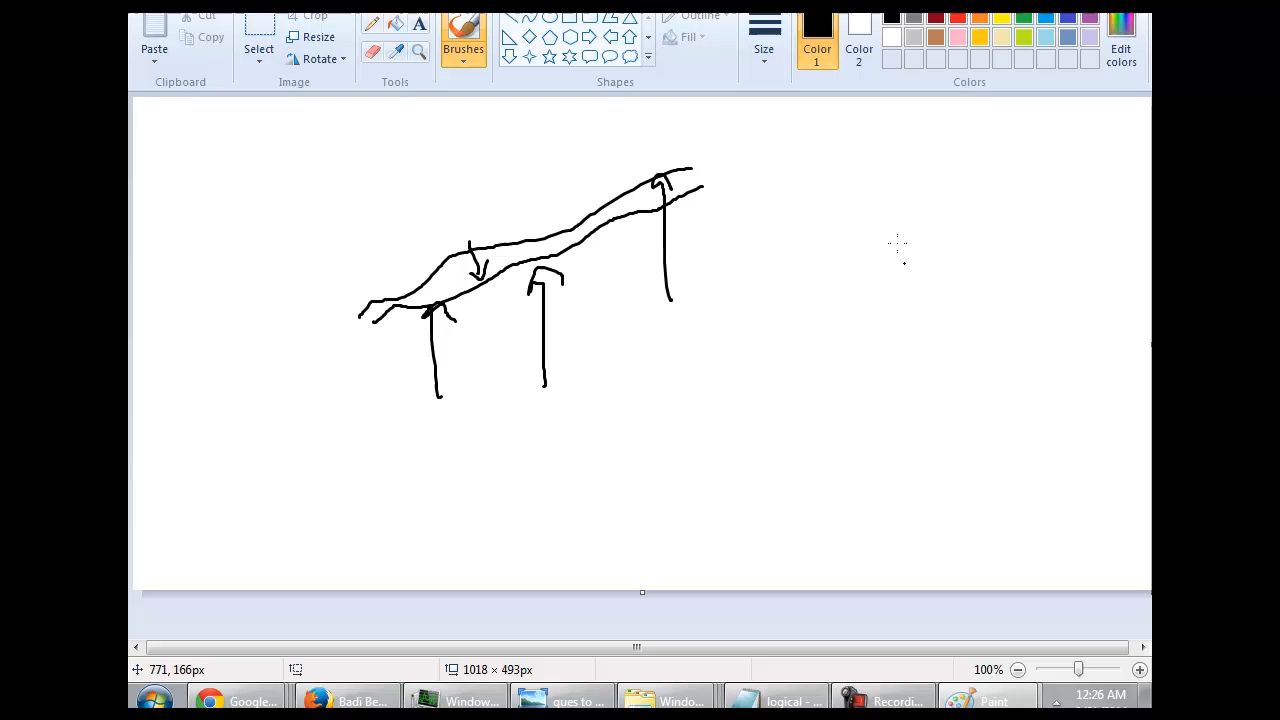 Cut
Crop
Outline
Copy
Resize
Fill
Paste
Select
Rotate
Brushes
Size
Color 1
Color 2
Edit colors
Clipboard
Image
Tools
Shapes
Colors
771, 166px
1018 × 493px
100%
Google...
Badi Be...
Window...
ques to ...
Windo...
logical - ...
Recordi...
Paint
12:26 AM